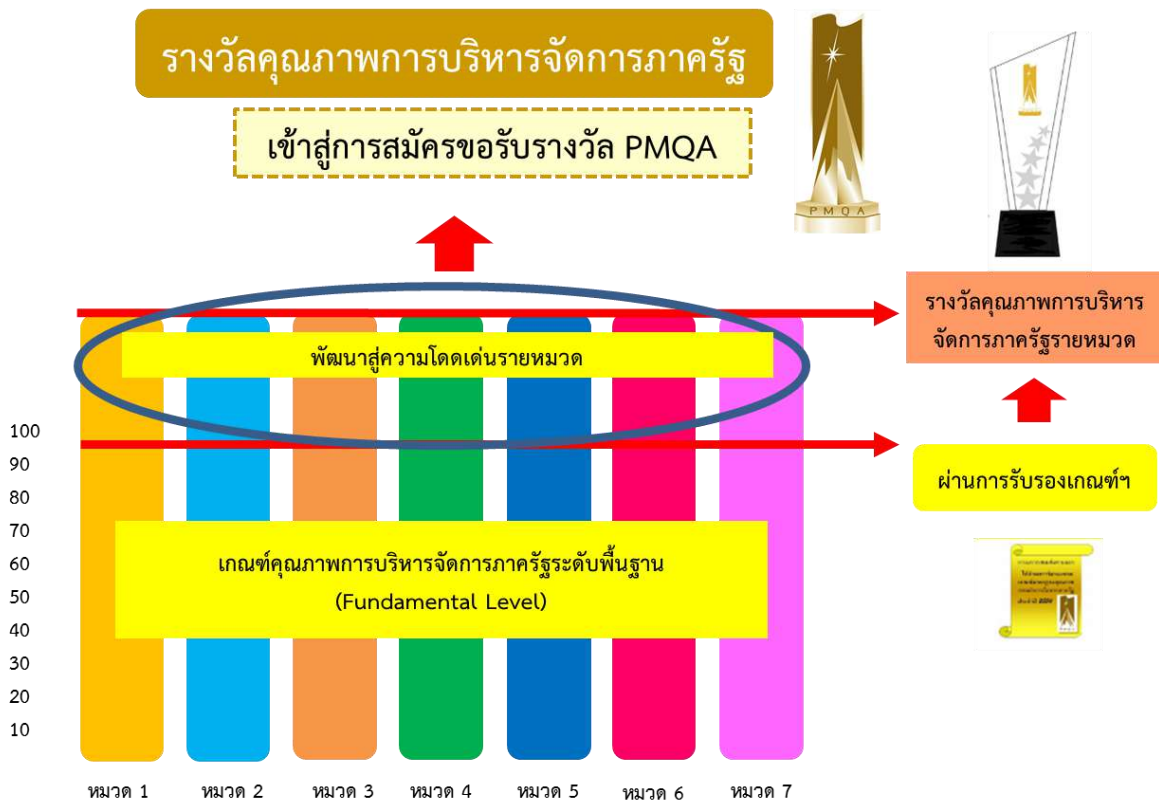 รางวัลคุณภาพการบริหารจัดการภาครัฐ
เข้าสู่การสมัครขอรับรางวัล PMQA
PMQA
รางวัลคุณภาพการบริหาร
จัดการภาครัฐรายหมวด
พัฒนาสู่ความโดดเด่นรายหมวด
ผ่านการรับรองเกณฑ์ฯ
100
90
80
70
60
50
40
30
20
10
เกณฑ์คุณภาพการบริหารจัดการภาครัฐระดับพื้นฐาน
(Fundamental Level)
หมวด 1
หมวด 2
หมวด 3
หมวด 4
หมวด 5
หมวด 6
หมวด 7